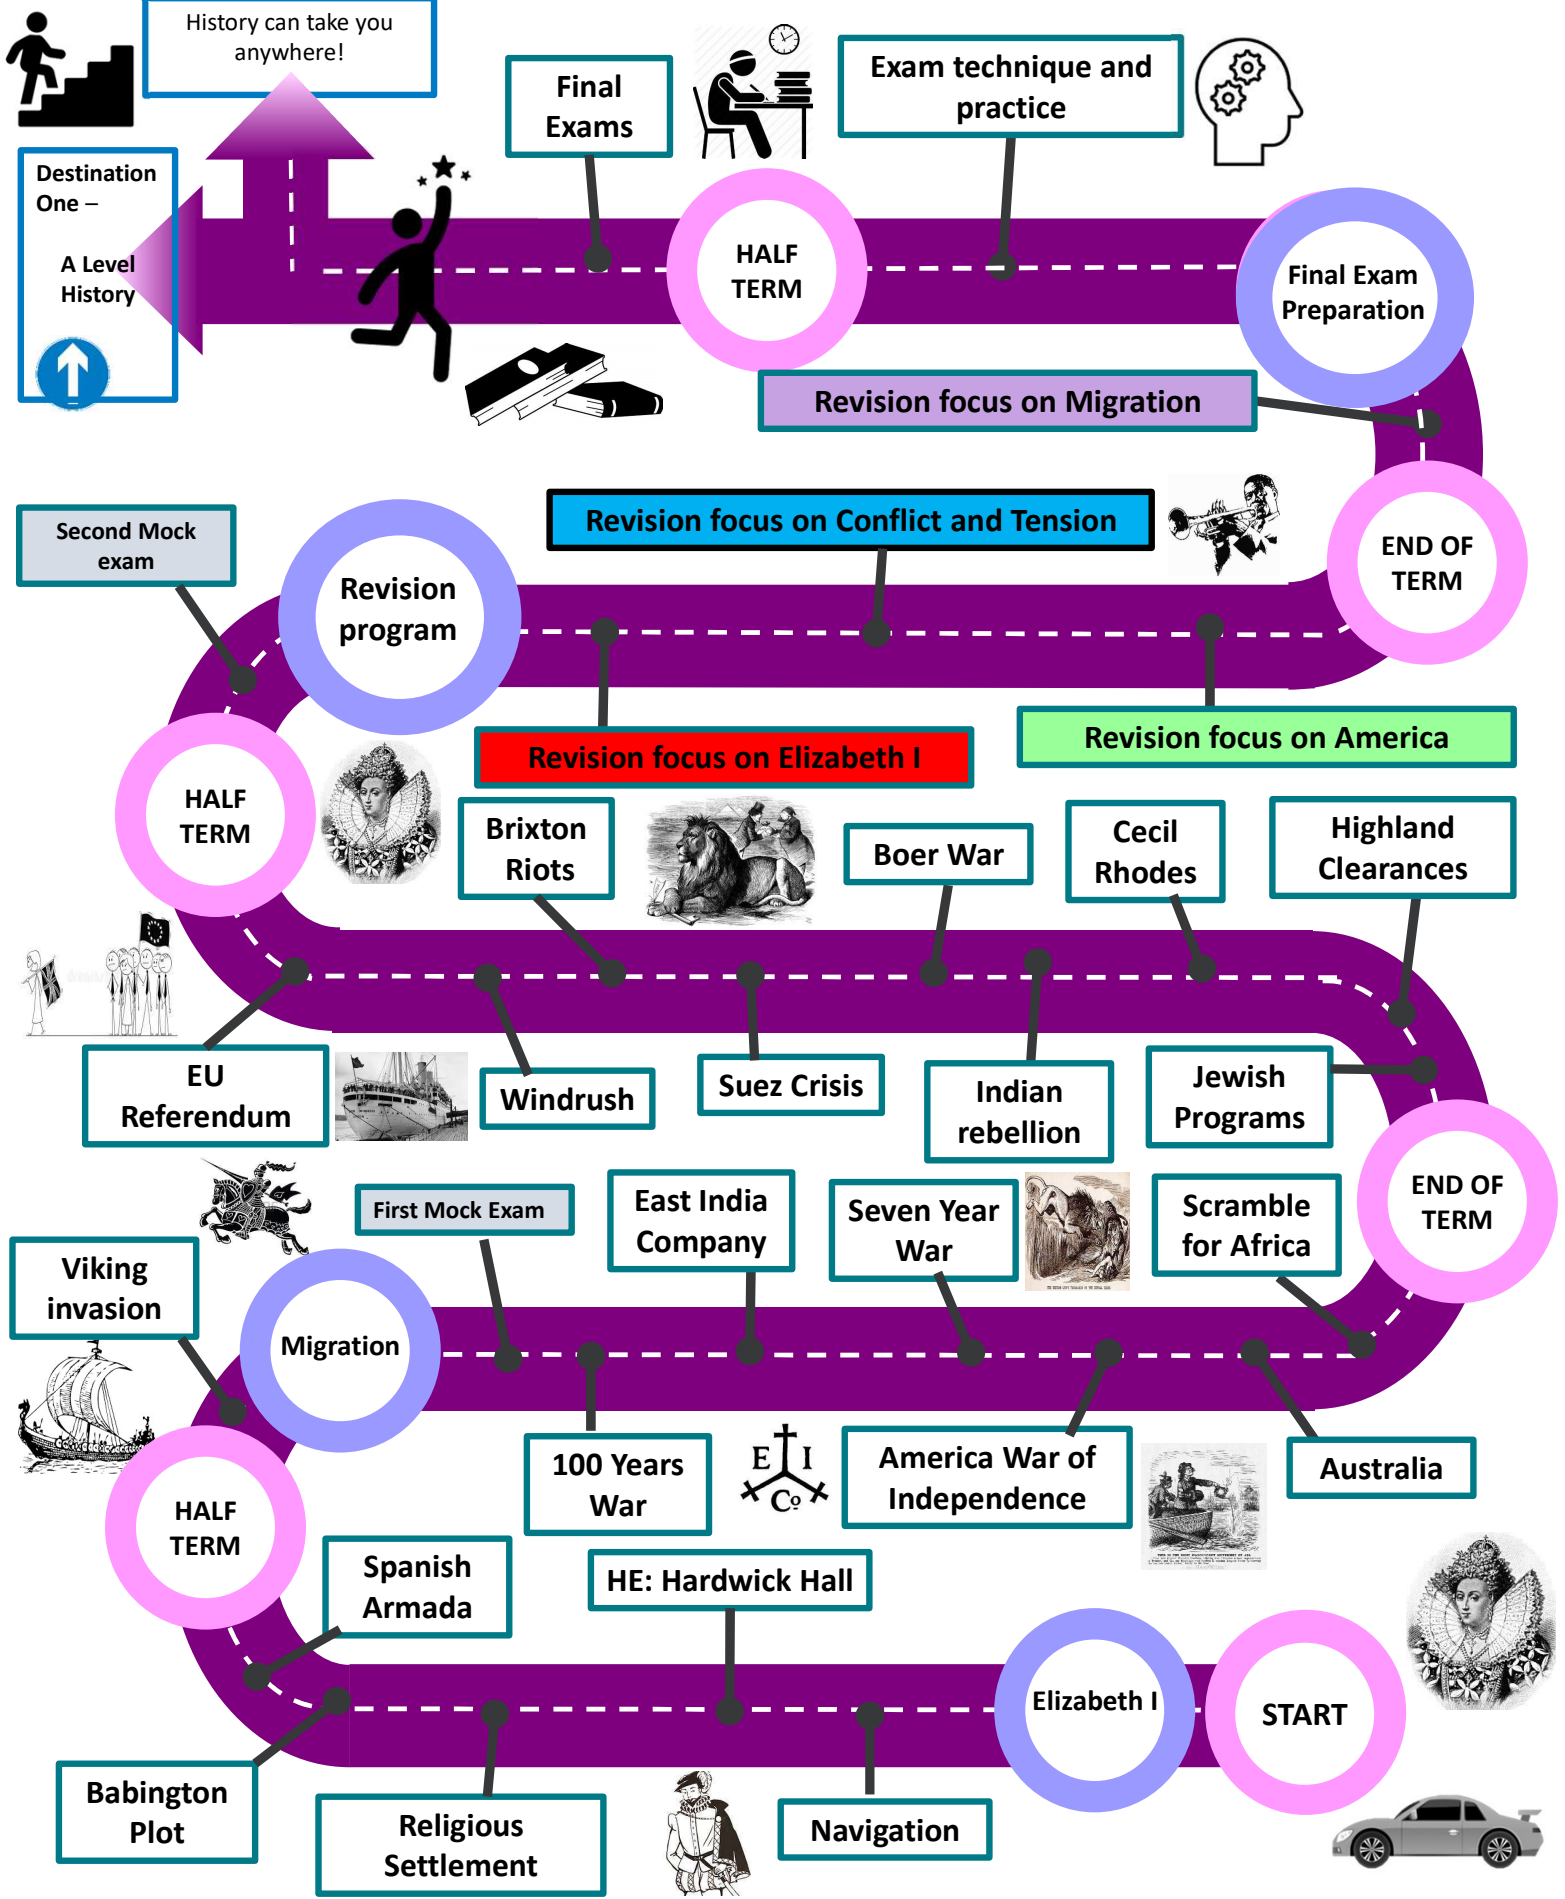 History can take you
anywhere!
Final
Exams
Exam technique and
practice
Destination
One –
A Level
History
HALF
TERM
Final Exam
Preparation
Revision focus on Migration
Second Mock
exam
Revision
program
Revision focus on Conflict and Tension
END OF
TERM
Revision focus on Elizabeth I
Revision focus on America
HALF
TERM
Brixton
Riots
Boer War
Cecil
Rhodes
Highland
Clearances
EU
Referendum
Windrush
Suez Crisis
Indian
rebellion
Jewish
Programs
END OF
TERM
First Mock Exam
East India
Company
Seven Year
War
Scramble
for Africa
Viking
invasion
Migration
100 Years
War
E I
Co
America War of
Independence
Australia
HALF
TERM
Spanish
Armada
HE: Hardwick Hall
Elizabeth I
START
Babington
Plot
Religious
Settlement
Navigation